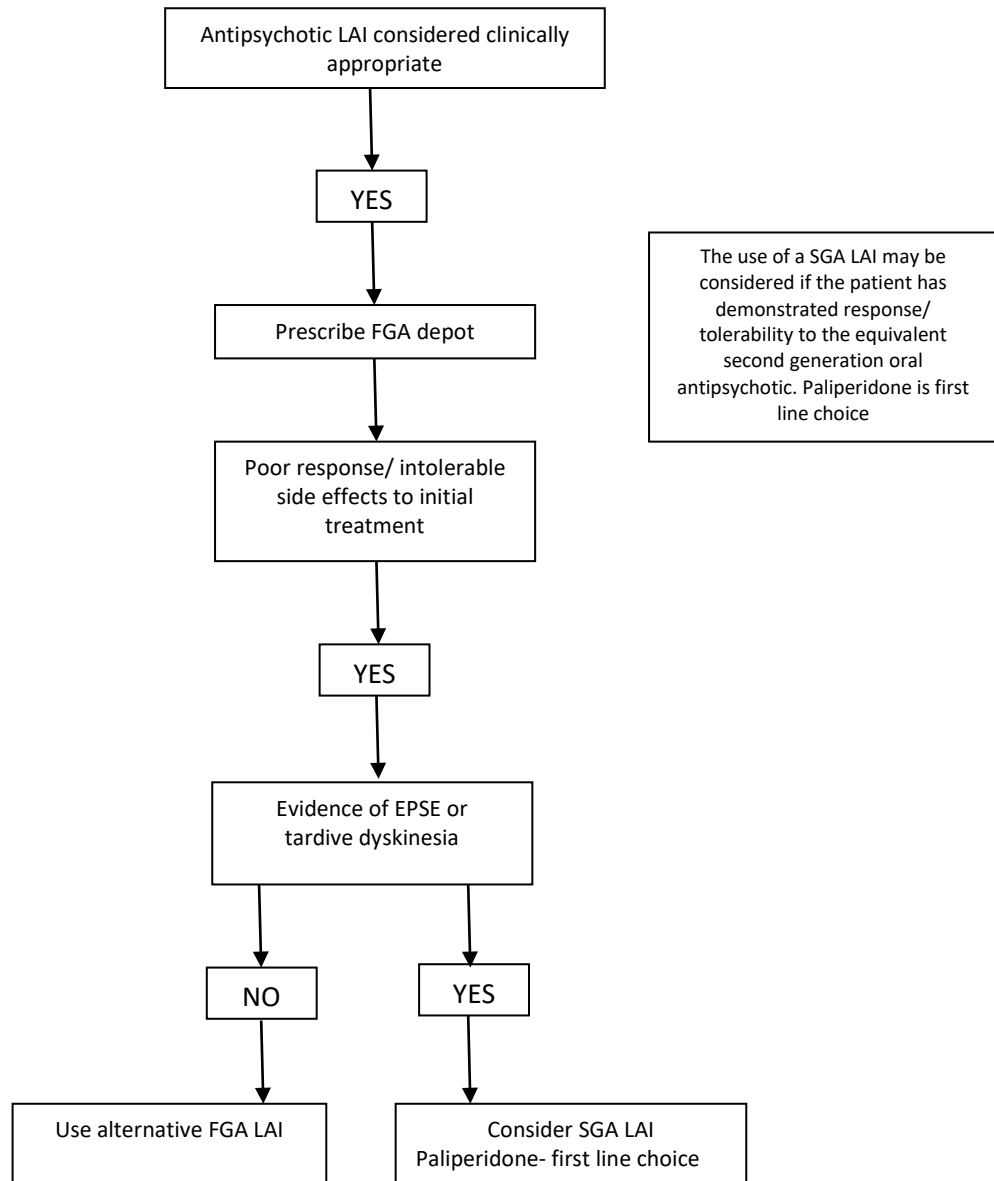 Antipsychotic LAI considered clinically
appropriate
YES
Prescribe FGA depot
The use of a SGA LAI may be
considered if the patient has
demonstrated response/
tolerability to the equivalent
second generation oral
antipsychotic. Paliperidone is first
line choice
Poor response/ intolerable
side effects to initial
treatment
YES
Evidence of EPSE or
tardive dyskinesia
NO
YES
Use alternative FGA LAI
Consider SGA LAI
Paliperidone- first line choice